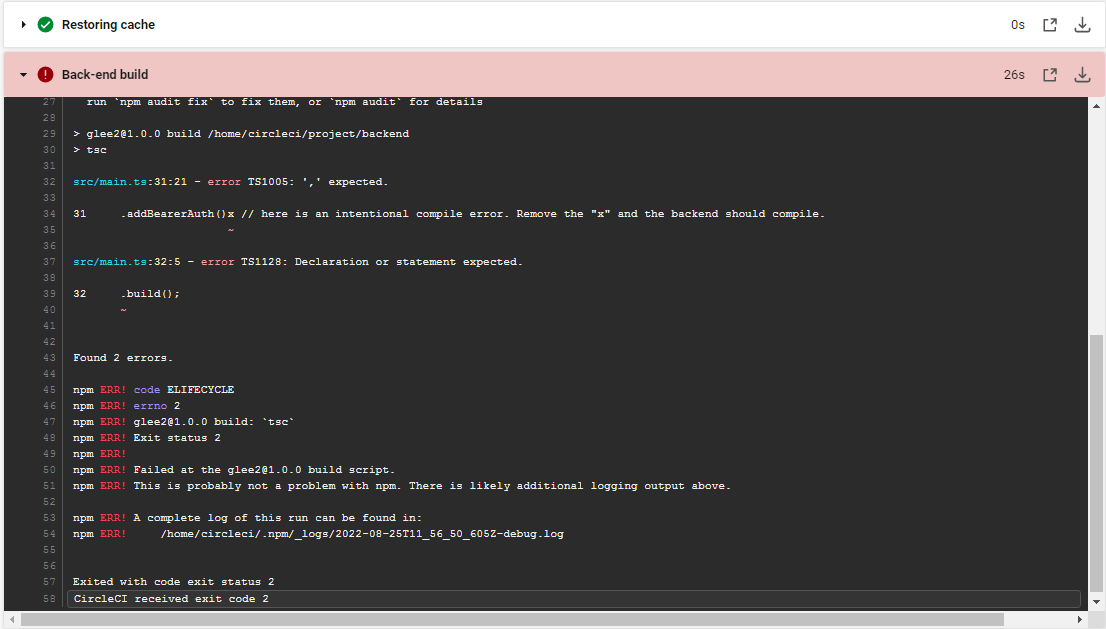 Restoring cache 0s
Back-end build 26s
27 run `npm audit fix` to fix them, or `npm audit` for details
28
29 > glee2@1.0.0 build /home/circleci/project/backend
30 > tsc
31
32 src/main.ts:31:21 - error TS1005: ',' expected.
33
34 31     .addBearerAuth()x // here is an intentional compile error. Remove the "x" and the backend should compile.
35 ~
36
37 src/main.ts:32:5 - error TS1128: Declaration or statement expected.
38
39 32     .build();
40 ~
41
42
43 Found 2 errors.
44
45 npm ERR! code ELIFECYCLE
46 npm ERR! errno 2
47 npm ERR! glee2@1.0.0 build: `tsc`
48 npm ERR! Exit status 2
49 npm ERR!
50 npm ERR! Failed at the glee2@1.0.0 build script.
51 npm ERR! This is probably not a problem with npm. There is likely additional logging output above.
52
53 npm ERR! A complete log of this run can be found in:
54 npm ERR!     /home/circleci/.npm/_logs/2022-08-25T11_56_50_605Z-debug.log
55
56
57 Exited with code exit status 2
58 CircleCI received exit code 2